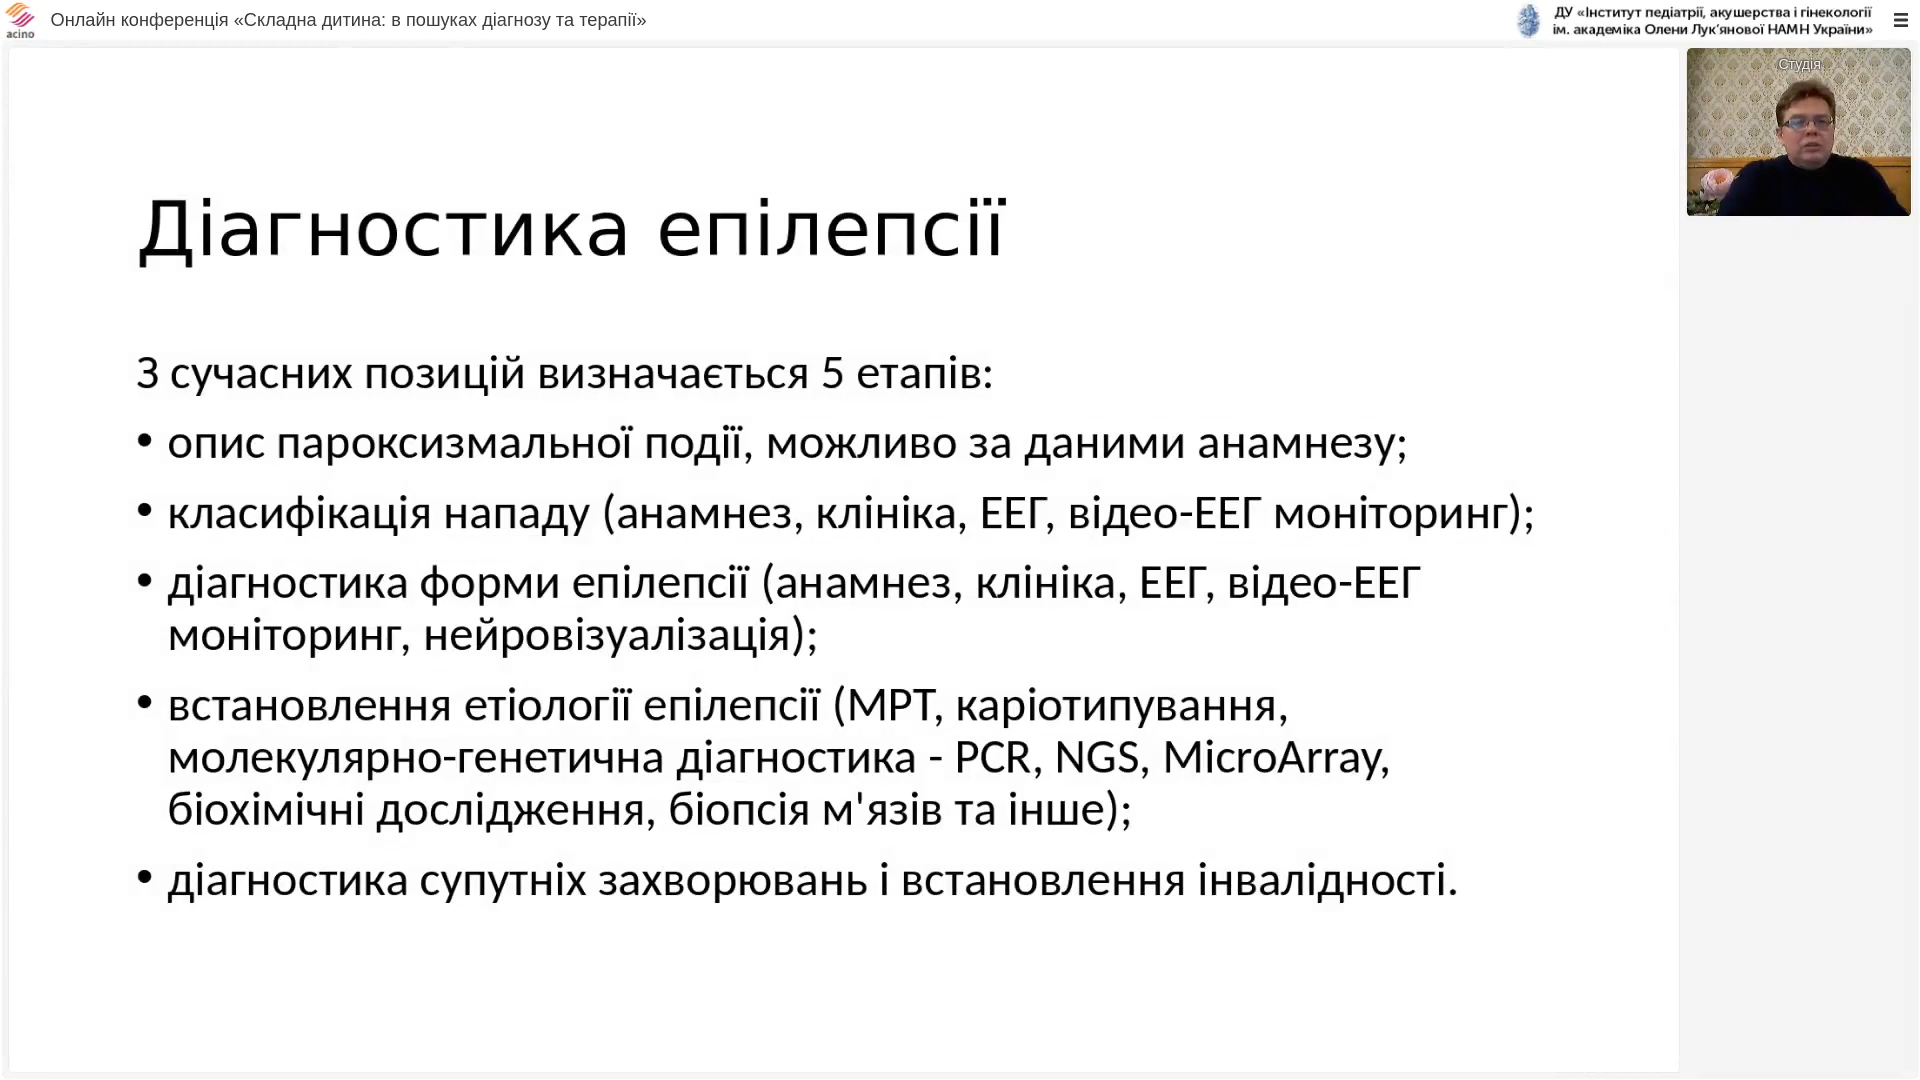 acino
Онлайн конференція «Складна дитина: в пошуках діагнозу та терапії»
ДУ «Інститут педіатрії, акушерства і гінекології
ім. академіка Олени Лук'янової НАМН України»
Студія
Діагностика епілепсії
З сучасних позицій визначається 5 етапів:
• опис пароксизмальної події, можливо за даними анамнезу;
• класифікація нападу (анамнез, клініка, ЕЕГ, відео-ЕЕГ моніторинг);
• діагностика форми епілепсії (анамнез, клініка, ЕЕГ, відео-ЕЕГ
моніторинг, нейровізуалізація);
• встановлення етіології епілепсії (МРТ, каріотипування,
молекулярно-генетична діагностика - PCR, NGS, MicroArray,
біохімічні дослідження, біопсія м'язів та інше);
• діагностика супутніх захворювань і встановлення інвалідності.